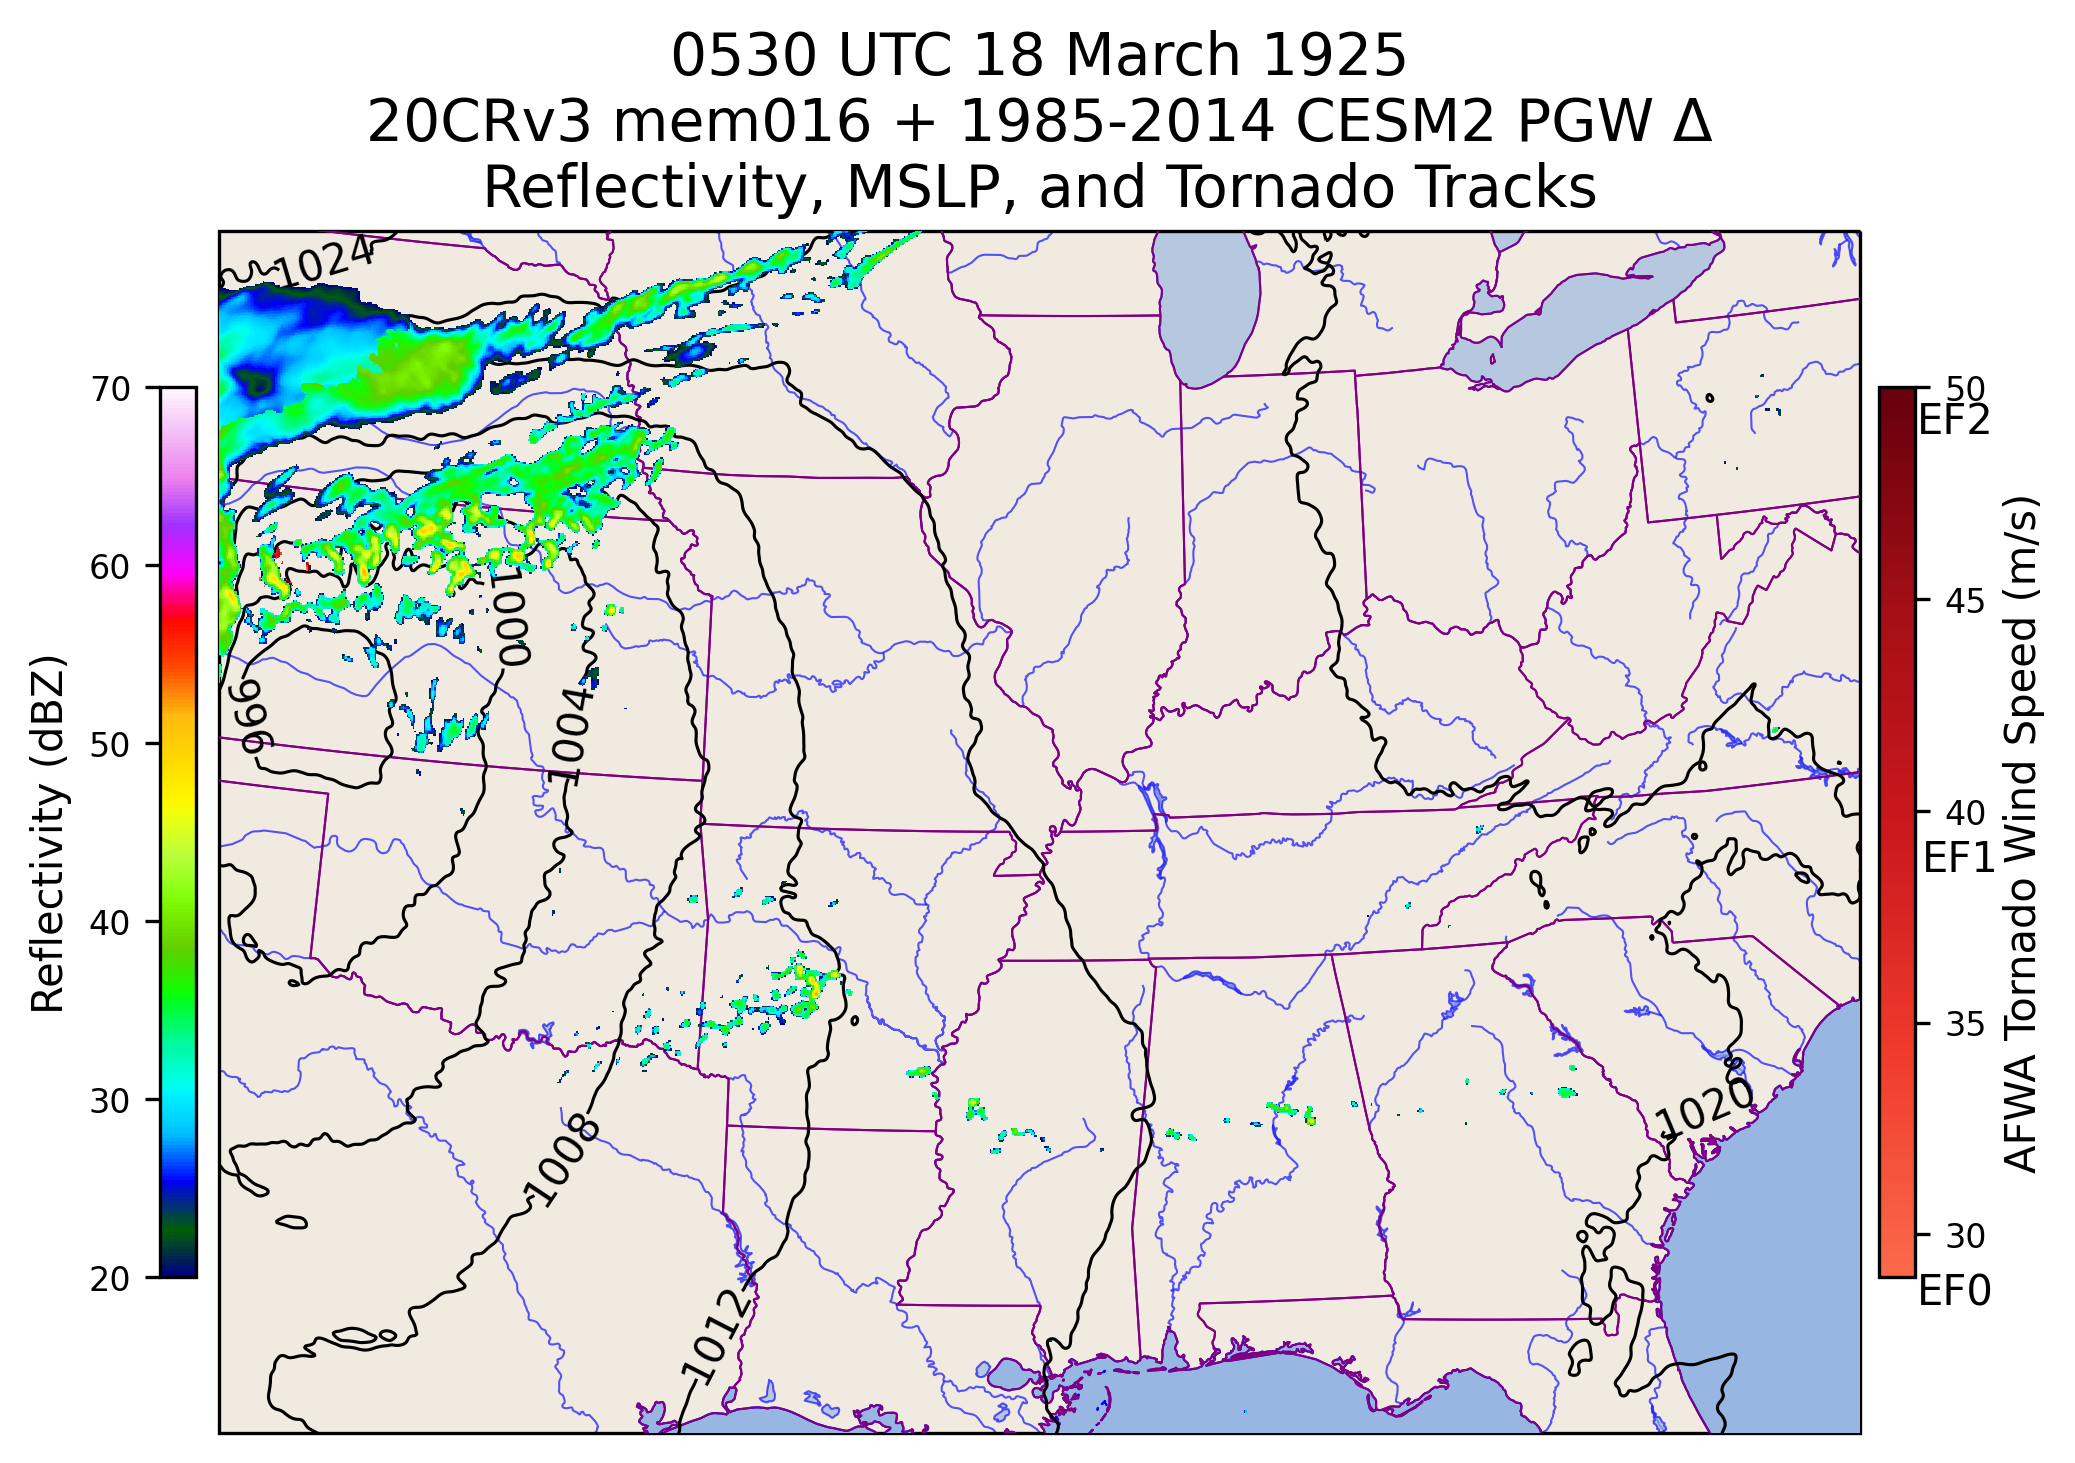 0530 UTC 18 March 1925
20CRv3 mem016 + 1985-2014 CESM2 PGW Δ
Reflectivity, MSLP, and Tornado Tracks
1024
1000
996
1004
1008
1012
1020
70
60
50
40
30
20
Reflectivity (dBZ)
50
EF2
45
40
EF1
35
30
EF0
AFWA Tornado Wind Speed (m/s)